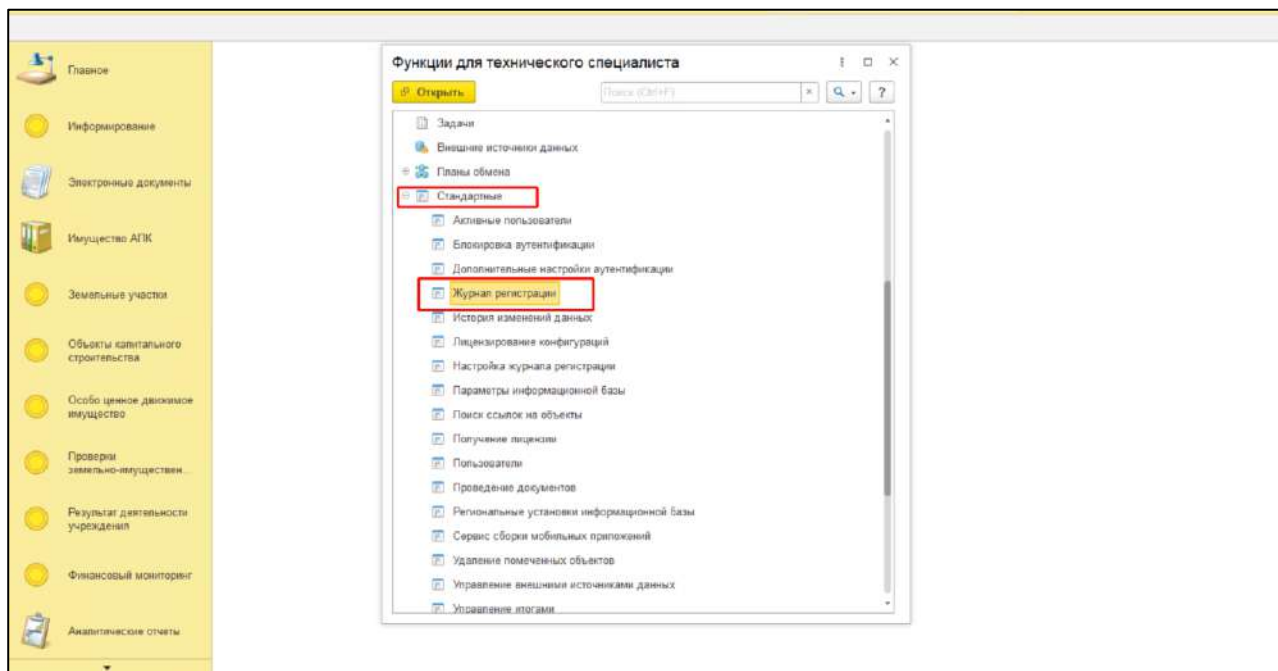 Главное
Информирование
Электронные документы
Имущество АПК
Земельные участки
Объекты капитального
строительства
Особо ценное движимое
имущество
Проверки
земельно-имуществен...
Результат деятельности
учреждения
Финансовый мониторинг
Аналитические отчеты
Функции для технического специалиста
Открыть
Поиск (Ctrl+F)
×
?
Задачи
Внешние источники данных
Планы обмена
Стандартные
Активные пользователи
Блокировка аутентификации
Дополнительные настройки аутентификации
Журнал регистрации
История изменений данных
Лицензирование конфигураций
Настройка журнала регистрации
Параметры информационной базы
Поиск ссылок на объекты
Получение лицензии
Пользователи
Проведение документов
Региональные установки информационной базы
Сервис сборки мобильных приложений
Удаление помеченных объектов
Управление внешними источниками данных
Управление итогами